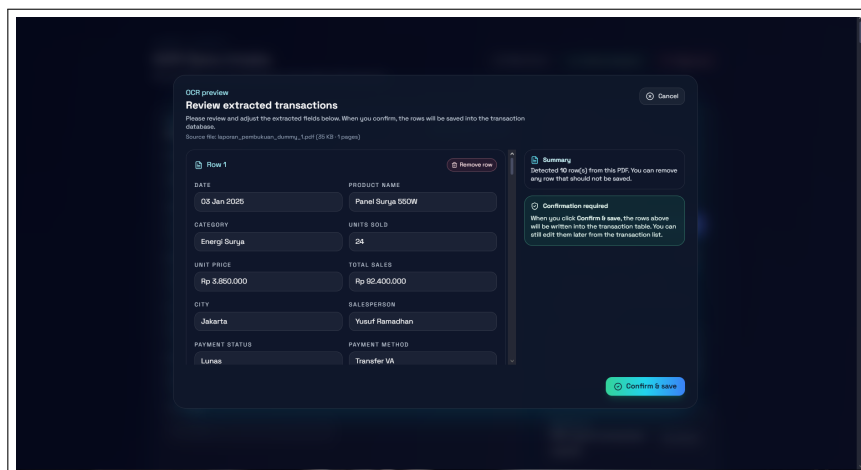 OCR preview
Review extracted transactions
Cancel
Please review and adjust the extracted fields below. When you confirm, the rows will be saved into the transaction
database.
Source file: laporan_pembukuan_dummy_1.pdf (35 KB · 1 pages)
Row 1
Remove row
DATE
PRODUCT NAME
03 Jan 2025
Panel Surya 550W
CATEGORY
UNITS SOLD
Energi Surya
24
UNIT PRICE
TOTAL SALES
Rp 3.850.000
Rp 92.400.000
CITY
SALESPERSON
Jakarta
Yusuf Ramadhan
PAYMENT STATUS
PAYMENT METHOD
Lunas
Transfer VA
Summary
Detected 10 row(s) from this PDF. You can remove
any row that should not be saved.
Confirmation required
When you click Confirm & save, the rows above
will be written into the transaction table. You can
still edit them later from the transaction list.
Confirm & save